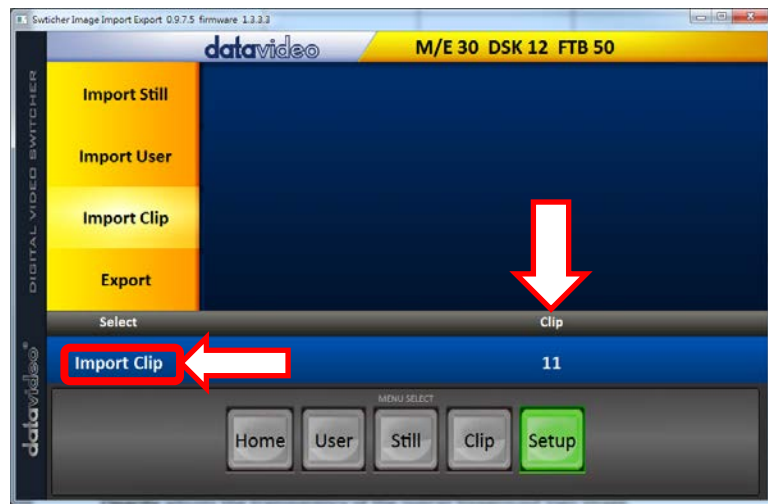 Swticher Image Import Export 0.9.7.5 firmware 1.3.3.3
datavideo M/E 30 DSK 12 FTB 50
DIGITAL VIDEO SWITCHER
Import Still
Import User
Import Clip
Export
Select Clip
Import Clip 11
datavideo
MENU SELECT
Home User Still Clip Setup